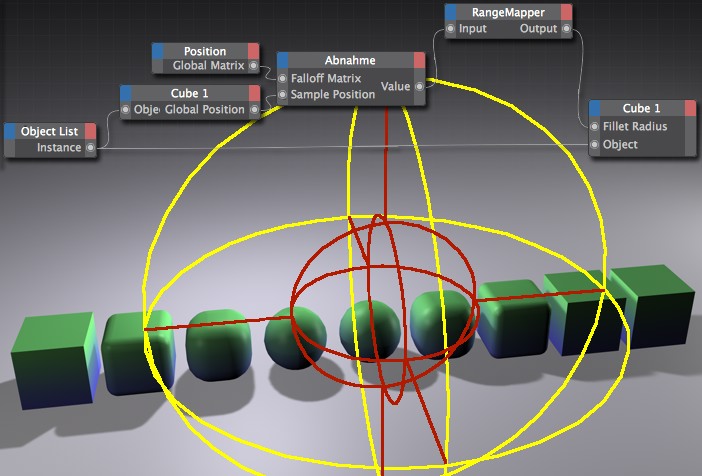 RangeMapper
Input Output
Position
Global Matrix
Abnahme
Falloff Matrix
Value
Sample Position
Cube 1
Obje Global Position
Cube 1
Fillet Radius
Object
Object List
Instance